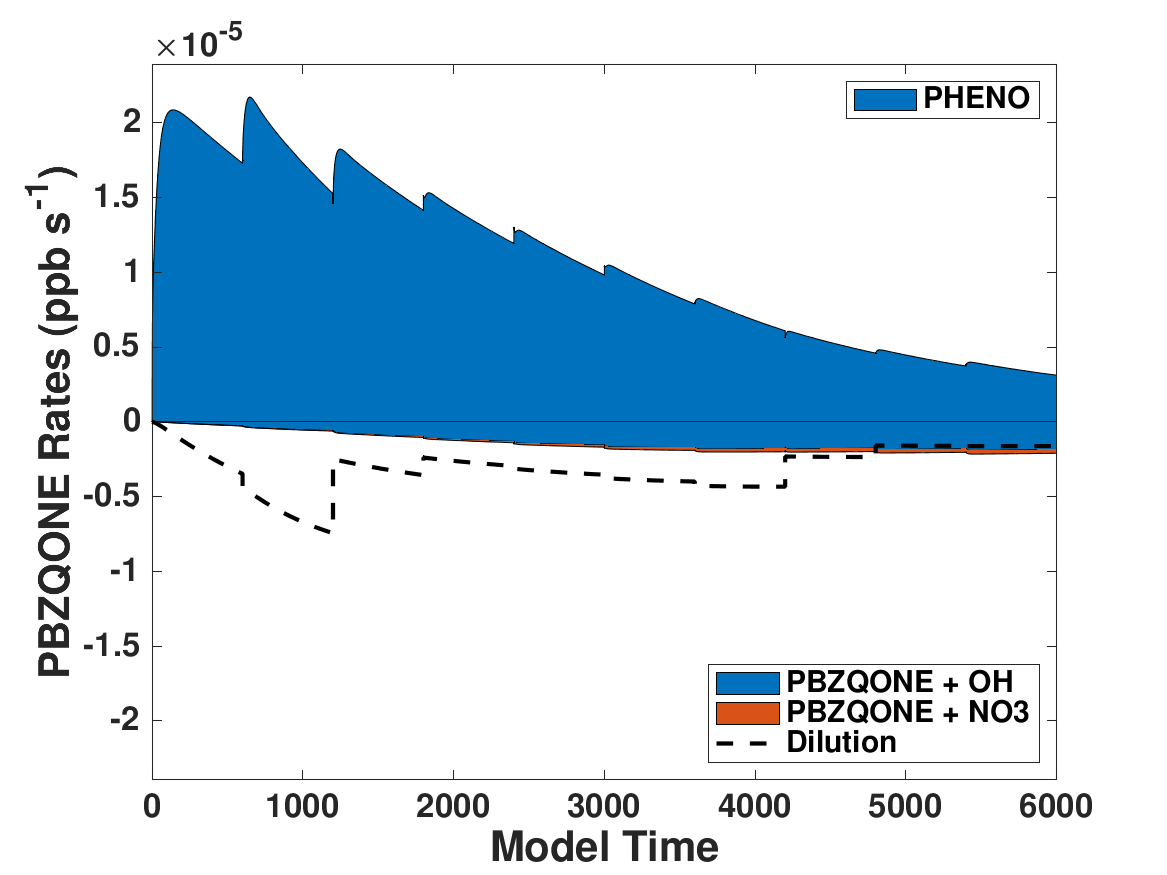 ×10-5
PHENO
2
1.5
1
0.5
0
-0.5
-1
-1.5
-2
PBZQONE Rates (ppb s-1)
PBZQONE + OH
PBZQONE + NO3
Dilution
0 1000 2000 3000 4000 5000 6000
Model Time